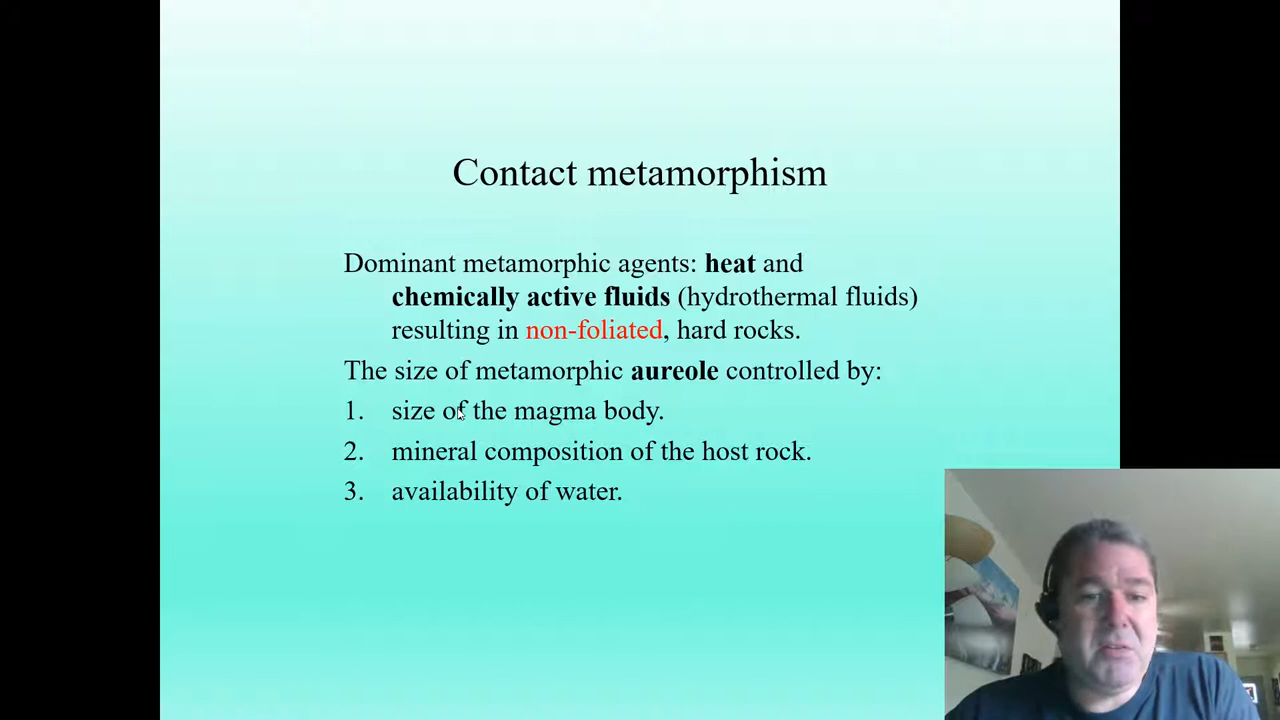 Contact metamorphism
Dominant metamorphic agents: heat and
chemically active fluids (hydrothermal fluids)
resulting in non-foliated, hard rocks.
The size of metamorphic aureole controlled by:
1. size of the magma body.
2. mineral composition of the host rock.
3. availability of water.